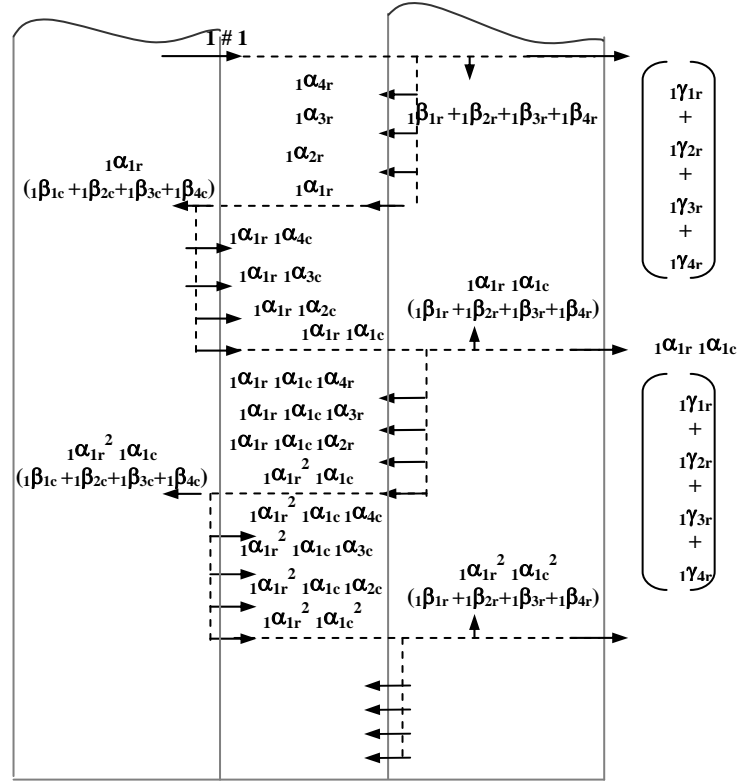 1 # 1
₁α₄ᵣ
₁α₃ᵣ
₁α₂ᵣ
₁α₁ᵣ
₁β₁ᵣ +₁β₂ᵣ+₁β₃ᵣ+₁β₄ᵣ
₁γ₁ᵣ
+
₁γ₂ᵣ
+
₁γ₃ᵣ
+
₁γ₄ᵣ
₁α₁ᵣ
(₁β₁c +₁β₂c+₁β₃c+₁β₄c)
₁α₁ᵣ ₁α₄c
₁α₁ᵣ ₁α₃c
₁α₁ᵣ ₁α₂c
₁α₁ᵣ ₁α₁c
₁α₁ᵣ ₁α₁c
(₁β₁ᵣ +₁β₂ᵣ+₁β₃ᵣ+₁β₄ᵣ)
₁α₁ᵣ ₁α₁c
₁α₁ᵣ ₁α₁c ₁α₄ᵣ
₁α₁ᵣ ₁α₁c ₁α₃ᵣ
₁α₁ᵣ ₁α₁c ₁α₂ᵣ
₁α₁ᵣ² ₁α₁c
₁γ₁ᵣ
+
₁γ₂ᵣ
+
₁γ₃ᵣ
+
₁γ₄ᵣ
₁α₁ᵣ² ₁α₁c
(₁β₁c +₁β₂c+₁β₃c+₁β₄c)
₁α₁ᵣ² ₁α₁c ₁α₄c
₁α₁ᵣ² ₁α₁c ₁α₃c
₁α₁ᵣ² ₁α₁c ₁α₂c
₁α₁ᵣ² ₁α₁c²
₁α₁ᵣ² ₁α₁c²
(₁β₁ᵣ +₁β₂ᵣ+₁β₃ᵣ+₁β₄ᵣ)